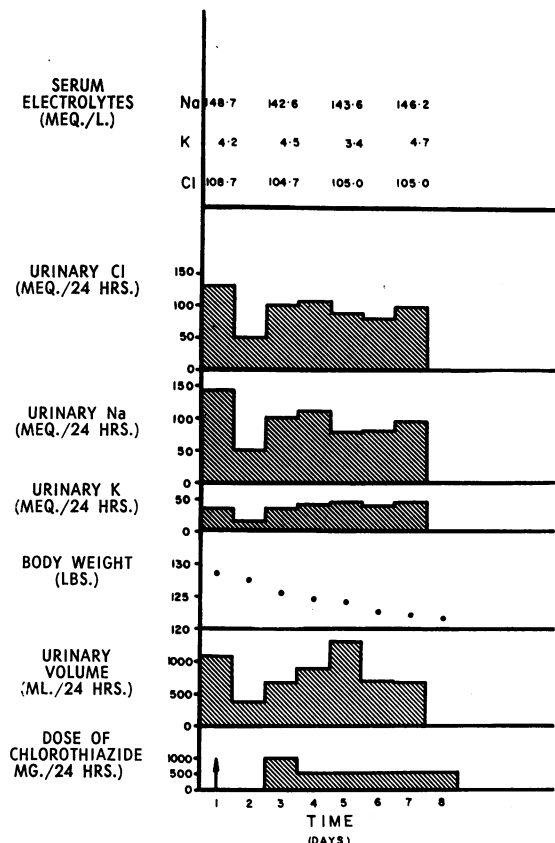 SERUM
ELECTROLYTES
(MEQ./L.)
Na 148·7 142·6 143·6 146·2
K 4·2 4·5 3·4 4·7
Cl 108·7 104·7 105·0 105·0
URINARY Cl
(MEQ./24 HRS.)
150
100
50
0
URINARY Na
(MEQ./24 HRS.)
150
100
50
0
URINARY K
(MEQ./24 HRS.)
50
0
BODY WEIGHT
(LBS.)
130
125
120
URINARY
VOLUME
(ML./24 HRS.)
1000
500
0
DOSE OF
CHLOROTHIAZIDE
MG./24 HRS.)
1000
5000
0
1 2 3 4 5 6 7 8
TIME
(DAYS)